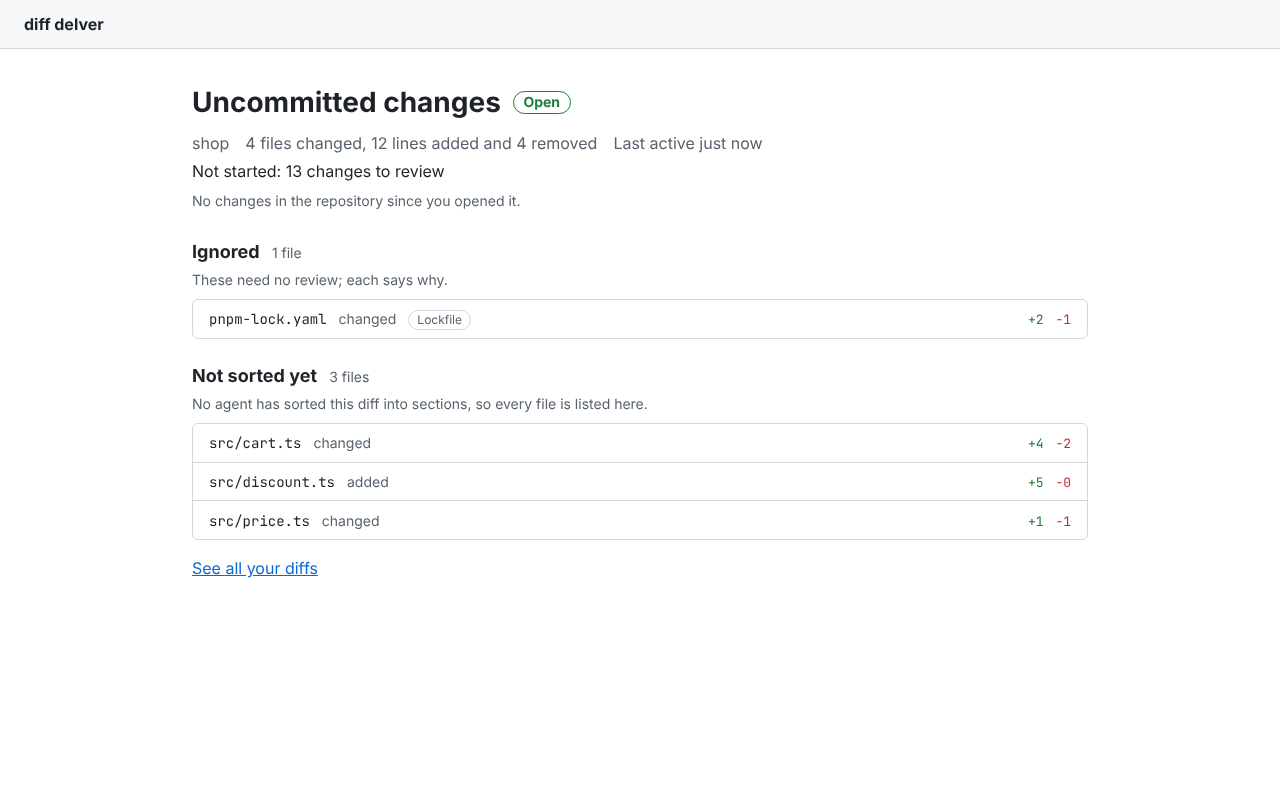 diff delver
Uncommitted changes Open
shop 4 files changed, 12 lines added and 4 removed Last active just now
Not started: 13 changes to review
No changes in the repository since you opened it.
Ignored 1 file
These need no review; each says why.
pnpm-lock.yaml changed Lockfile +2 -1
Not sorted yet 3 files
No agent has sorted this diff into sections, so every file is listed here.
src/cart.ts changed +4 -2
src/discount.ts added +5 -0
src/price.ts changed +1 -1
See all your diffs